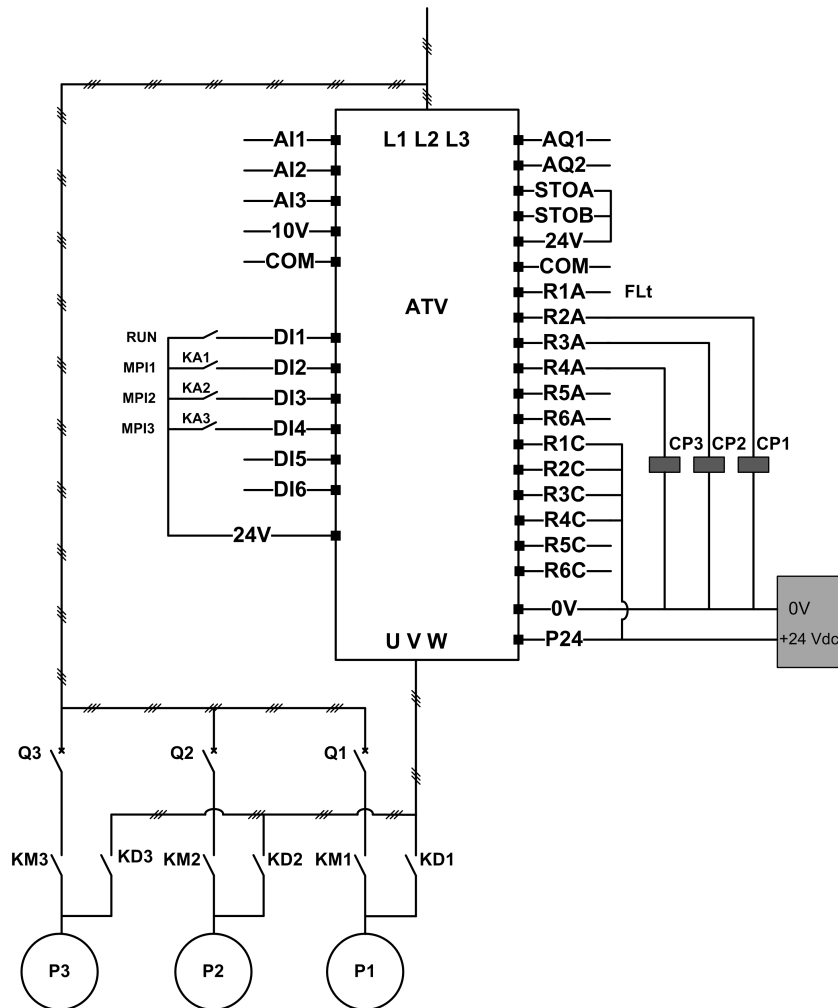 L1 L2 L3
AI1
AI2
AI3
10V
COM
ATV
RUN
DI1
MPI1
KA1
DI2
MPI2
KA2
DI3
MPI3
KA3
DI4
DI5
DI6
24V
U V W
AQ1
AQ2
STOA
STOB
24V
COM
R1A
FLt
R2A
R3A
R4A
R5A
R6A
R1C
R2C
R3C
R4C
R5C
R6C
0V
P24
CP3
CP2
CP1
0V
+24 Vdc
Q3
Q2
Q1
KM3
KD3
KM2
KD2
KM1
KD1
P3
P2
P1